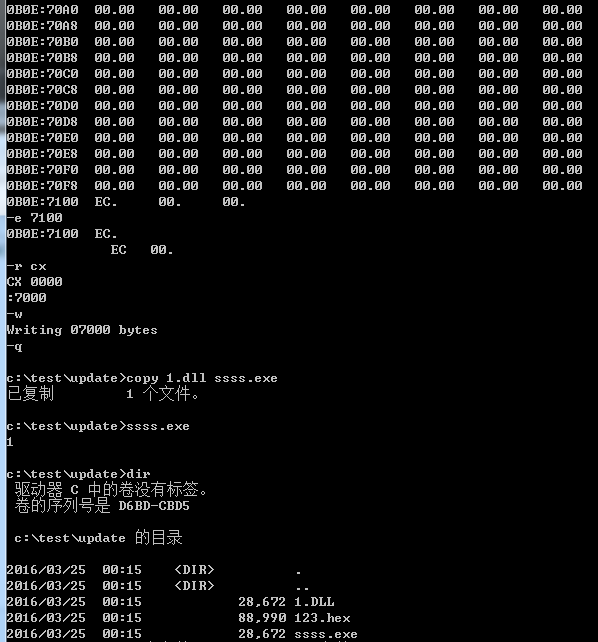 0B0E:70A0  00.00   00.00   00.00   00.00   00.00   00.00   00.00   00.00
0B0E:70A8  00.00   00.00   00.00   00.00   00.00   00.00   00.00   00.00
0B0E:70B0  00.00   00.00   00.00   00.00   00.00   00.00   00.00   00.00
0B0E:70B8  00.00   00.00   00.00   00.00   00.00   00.00   00.00   00.00
0B0E:70C0  00.00   00.00   00.00   00.00   00.00   00.00   00.00   00.00
0B0E:70C8  00.00   00.00   00.00   00.00   00.00   00.00   00.00   00.00
0B0E:70D0  00.00   00.00   00.00   00.00   00.00   00.00   00.00   00.00
0B0E:70D8  00.00   00.00   00.00   00.00   00.00   00.00   00.00   00.00
0B0E:70E0  00.00   00.00   00.00   00.00   00.00   00.00   00.00   00.00
0B0E:70E8  00.00   00.00   00.00   00.00   00.00   00.00   00.00   00.00
0B0E:70F0  00.00   00.00   00.00   00.00   00.00   00.00   00.00   00.00
0B0E:70F8  00.00   00.00   00.00   00.00   00.00   00.00   00.00   00.00
0B0E:7100  EC.     00.     00.
-e 7100
0B0E:7100  EC.
EC   00.
-r cx
CX 0000
:7000
-w
Writing 07000 bytes
-q
c:\test\update>copy 1.dll ssss.exe
已复制         1 个文件。
c:\test\update>ssss.exe
1
c:\test\update>dir
驱动器 C 中的卷没有标签。
卷的序列号是 D6BD-CBD5
c:\test\update 的目录
2016/03/25  00:15    <DIR>          .
2016/03/25  00:15    <DIR>          ..
2016/03/25  00:15            28,672 1.DLL
2016/03/25  00:15            88,990 123.hex
2016/03/25  00:15            28,672 ssss.exe